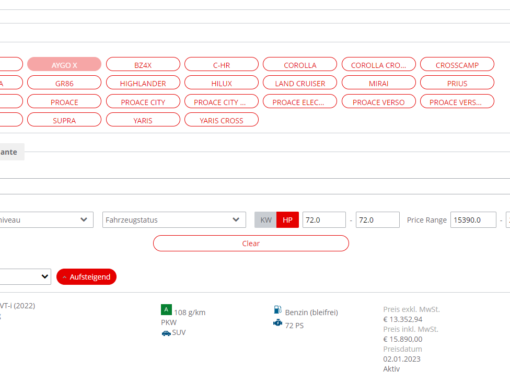 AYGO X BZ4X C-HR COROLLA COROLLA CRO... CROSSCAMP
A GR86 HIGHLANDER HILUX LAND CRUISER MIRAI PRIUS
PROACE PROACE CITY PROACE CITY ... PROACE ELEC... PROACE VERSO PROACE VERS...
SUPRA YARIS YARIS CROSS
ante
niveau Fahrzeugstatus KW HP 72.0 - 72.0 Price Range 15390.0 -
Clear
Aufsteigend
VT-i (2022)
A 108 g/km
PKW
SUV
Benzin (bleifrei)
72 PS
Preis exkl. MwSt.
€ 13.352,94
Preis inkl. MwSt.
€ 15.890,00
Preisdatum
02.01.2023
Aktiv